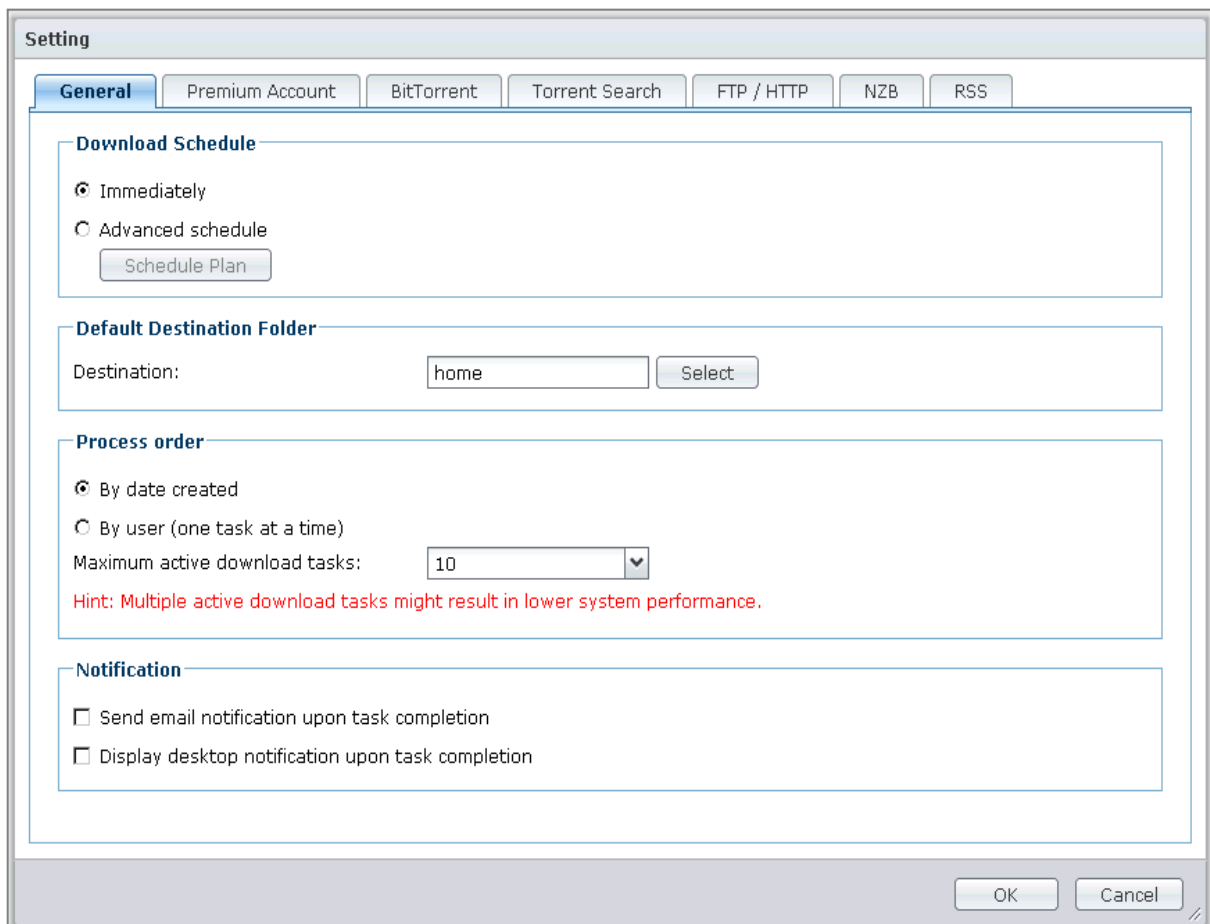 Setting
General Premium Account BitTorrent Torrent Search FTP / HTTP NZB RSS
Download Schedule
Immediately
Advanced schedule
Schedule Plan
Default Destination Folder
Destination: home Select
Process order
By date created
By user (one task at a time)
Maximum active download tasks: 10
Hint: Multiple active download tasks might result in lower system performance.
Notification
Send email notification upon task completion
Display desktop notification upon task completion
OK Cancel